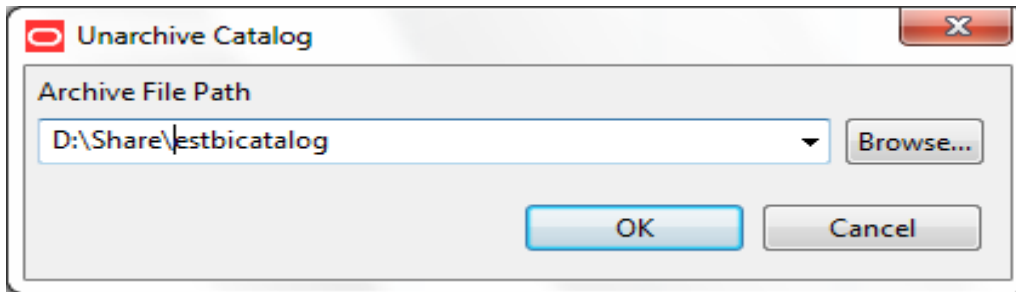 Unarchive Catalog
Archive File Path
D:\Share\estbicatalog
Browse...
OK
Cancel